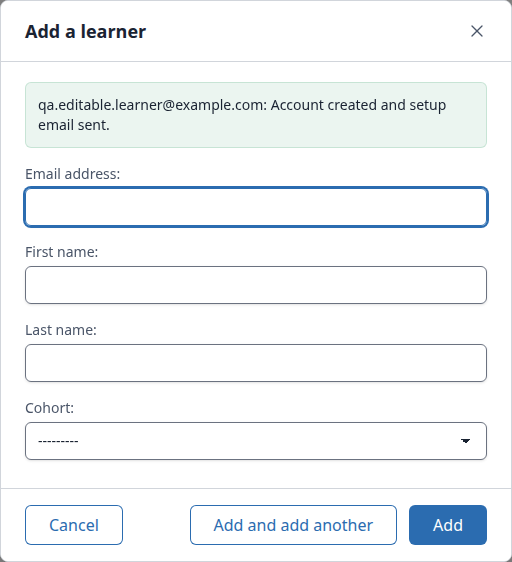 Add a learner
qa.editable.learner@example.com: Account created and setup
email sent.
Email address:
First name:
Last name:
Cohort:
---------
Cancel
Add and add another
Add